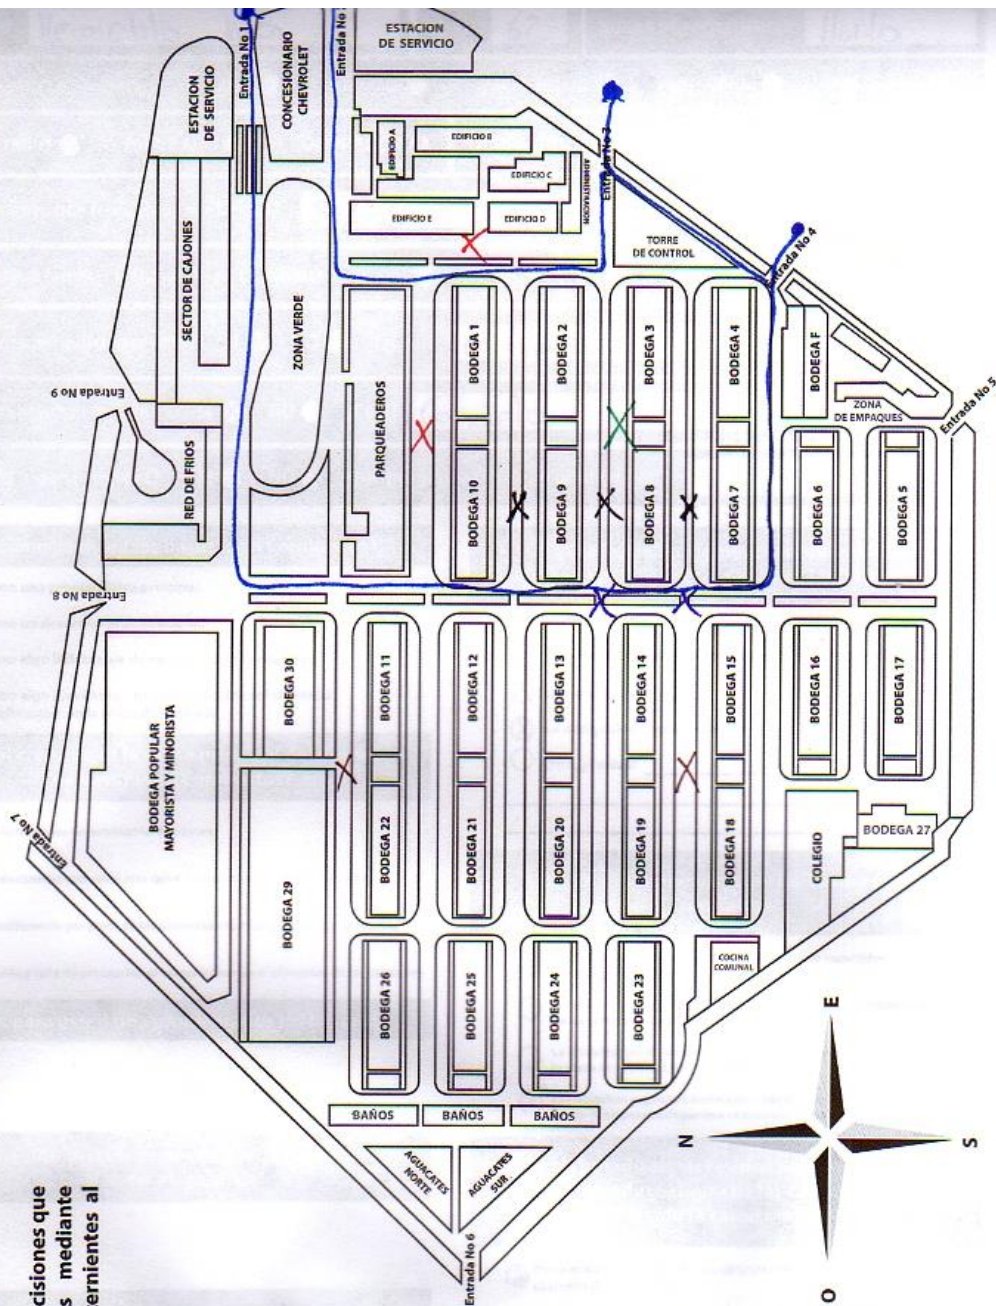 ESTACION
DE SERVICIO
Entrada No 1
CONCESIONARIO
CHEVROLET
Entrada No
ESTACION
DE SERVICIO
EDIFICIO A
EDIFICIO B
EDIFICIO C
EDIFICIO D
EDIFICIO E
ADMINISTRACION
Entrada No 3
TORRE
DE CONTROL
Entrada No 4
SECTOR DE CAJONES
ZONA VERDE
Entrada No 9
RED DE FRIOS
PARQUEADEROS
BODEGA 1
BODEGA 2
BODEGA 3
BODEGA 4
BODEGA F
ZONA
DE EMPAQUES
Entrada No 5
BODEGA 10
BODEGA 9
BODEGA 8
BODEGA 7
BODEGA 6
BODEGA 5
Entrada No 8
BODEGA POPULAR
MAYORISTA Y MINORISTA
BODEGA 30
BODEGA 11
BODEGA 12
BODEGA 13
BODEGA 14
BODEGA 15
BODEGA 16
BODEGA 17
Entrada No 7
BODEGA 29
BODEGA 22
BODEGA 21
BODEGA 20
BODEGA 19
BODEGA 18
COLEGIO
BODEGA 27
BODEGA 26
BODEGA 25
BODEGA 24
BODEGA 23
COCINA
COMUNAL
BAÑOS
BAÑOS
BAÑOS
AGUACATES
NORTE
AGUACATES
SUR
Entrada No 6
N
E
S
O
cisiones que
s mediante
ernientes al